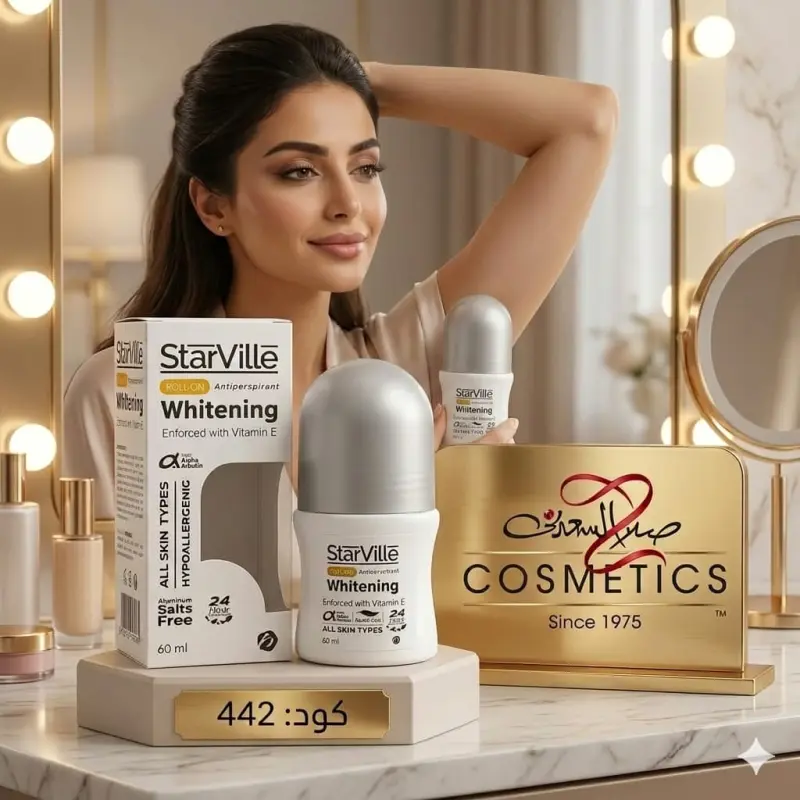 StarVille
ROLL-ON Antiperspirant
Whitening
Enforced with Vitamin E
Alpha
Arbutin
ALL SKIN TYPES
HYPOALLERGENIC
Aluminum
Salts
Free
24
Hour
60 ml
StarVille
Whitening
StarVille
Antiperspirant
Whitening
Enforced with Vitamin E
24
ALL SKIN TYPES
60 ml
StarVille
Whitening
COSMETICS
Since 1975
TM
كود: 442